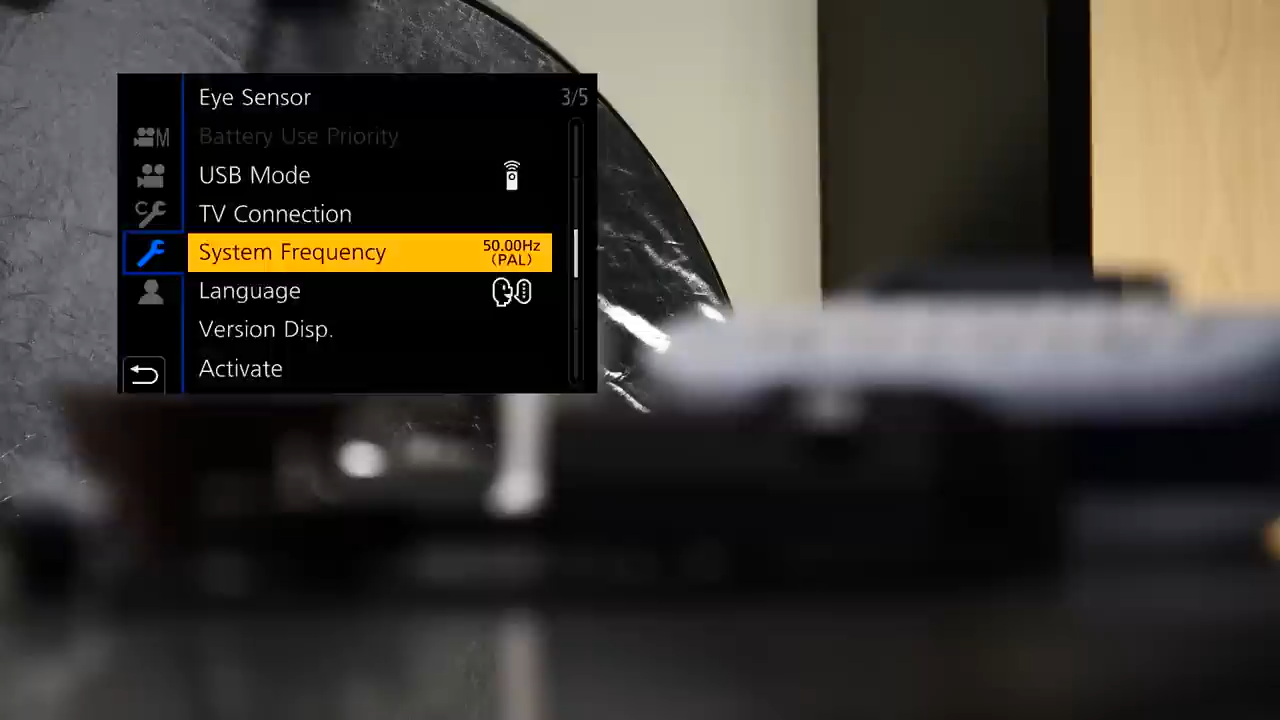 Eye Sensor 3/5
Battery Use Priority
USB Mode
TV Connection
System Frequency 50.00Hz (PAL)
Language
Version Disp.
Activate